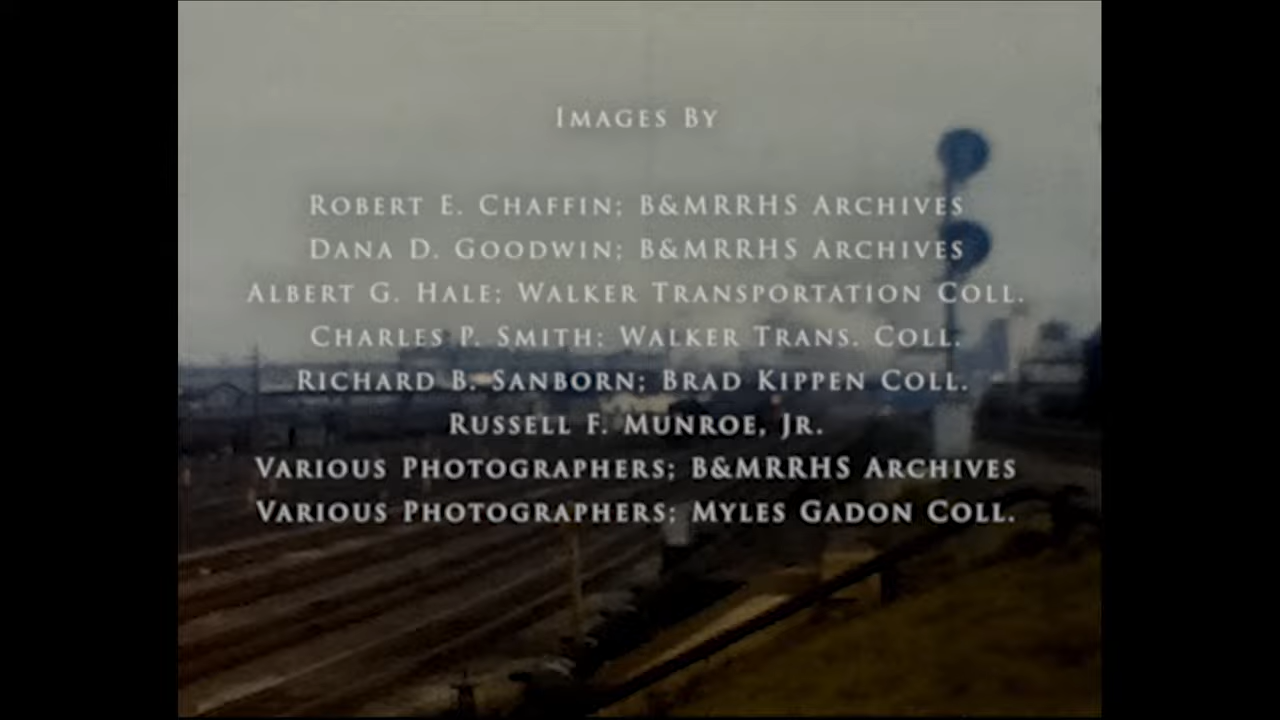 Images By
Robert E. Chaffin; B&MRRHS Archives
Dana D. Goodwin; B&MRRHS Archives
Albert G. Hale; Walker Transportation Coll.
Charles P. Smith; Walker Trans. Coll.
Richard B. Sanborn; Brad Kippen Coll.
Russell F. Munroe, Jr.
Various Photographers; B&MRRHS Archives
Various Photographers; Myles Gadon Coll.